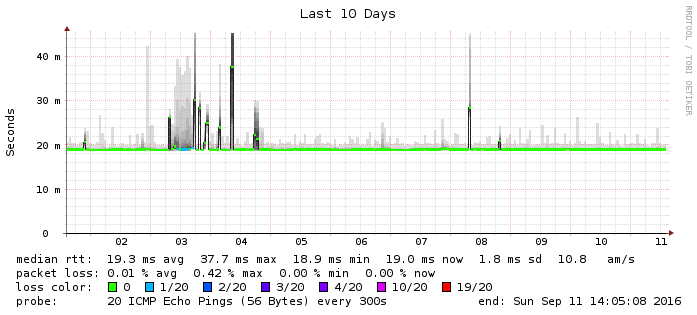 Last 10 Days
RRDTOOL / TOBI OETIKER
Seconds
40 m
30 m
20 m
10 m
0
02 03 04 05 06 07 08 09 10 11
median rtt: 19.3 ms avg 37.7 ms max 18.9 ms min 19.0 ms now 1.8 ms sd 10.8 am/s
packet loss: 0.01 % avg 0.42 % max 0.00 % min 0.00 % now
loss color: 0 1/20 2/20 3/20 4/20 10/20 19/20
probe: 20 ICMP Echo Pings (56 Bytes) every 300s end: Sun Sep 11 14:05:08 2016